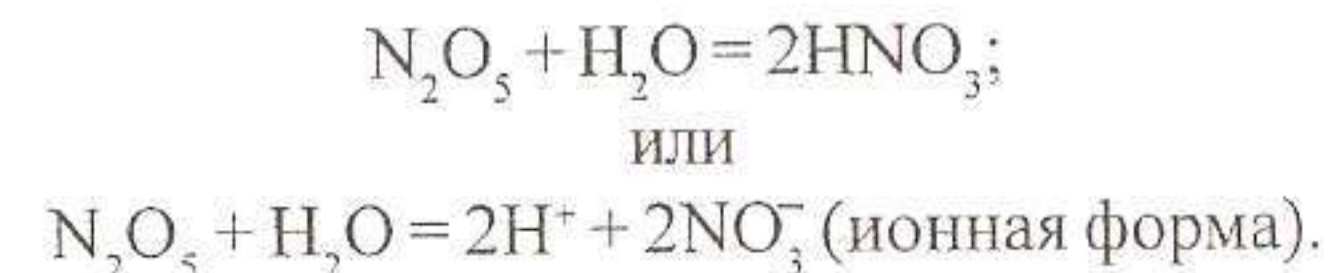 N₂O₅ + H₂O = 2HNO₃;
или
N₂O₅ + H₂O = 2H⁺ + 2NO₃⁻ (ионная форма).